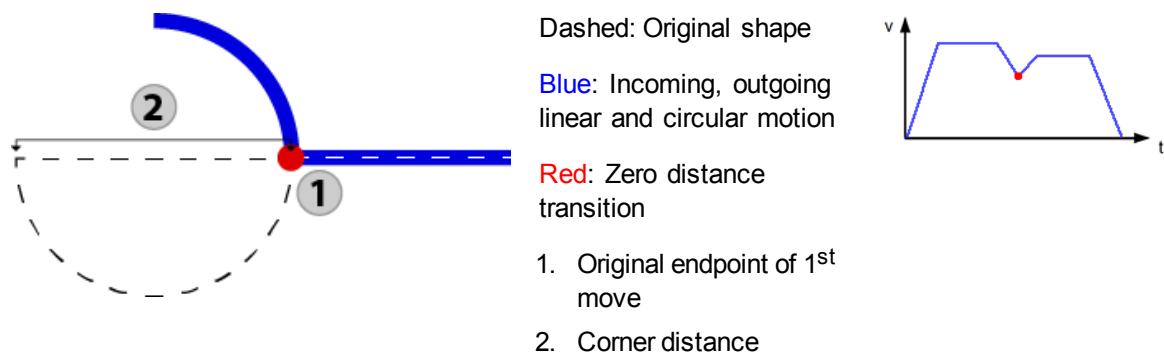 2
1
Dashed: Original shape
Blue: Incoming, outgoing
linear and circular motion
Red: Zero distance
transition
1. Original endpoint of 1st
move
2. Corner distance
v
t